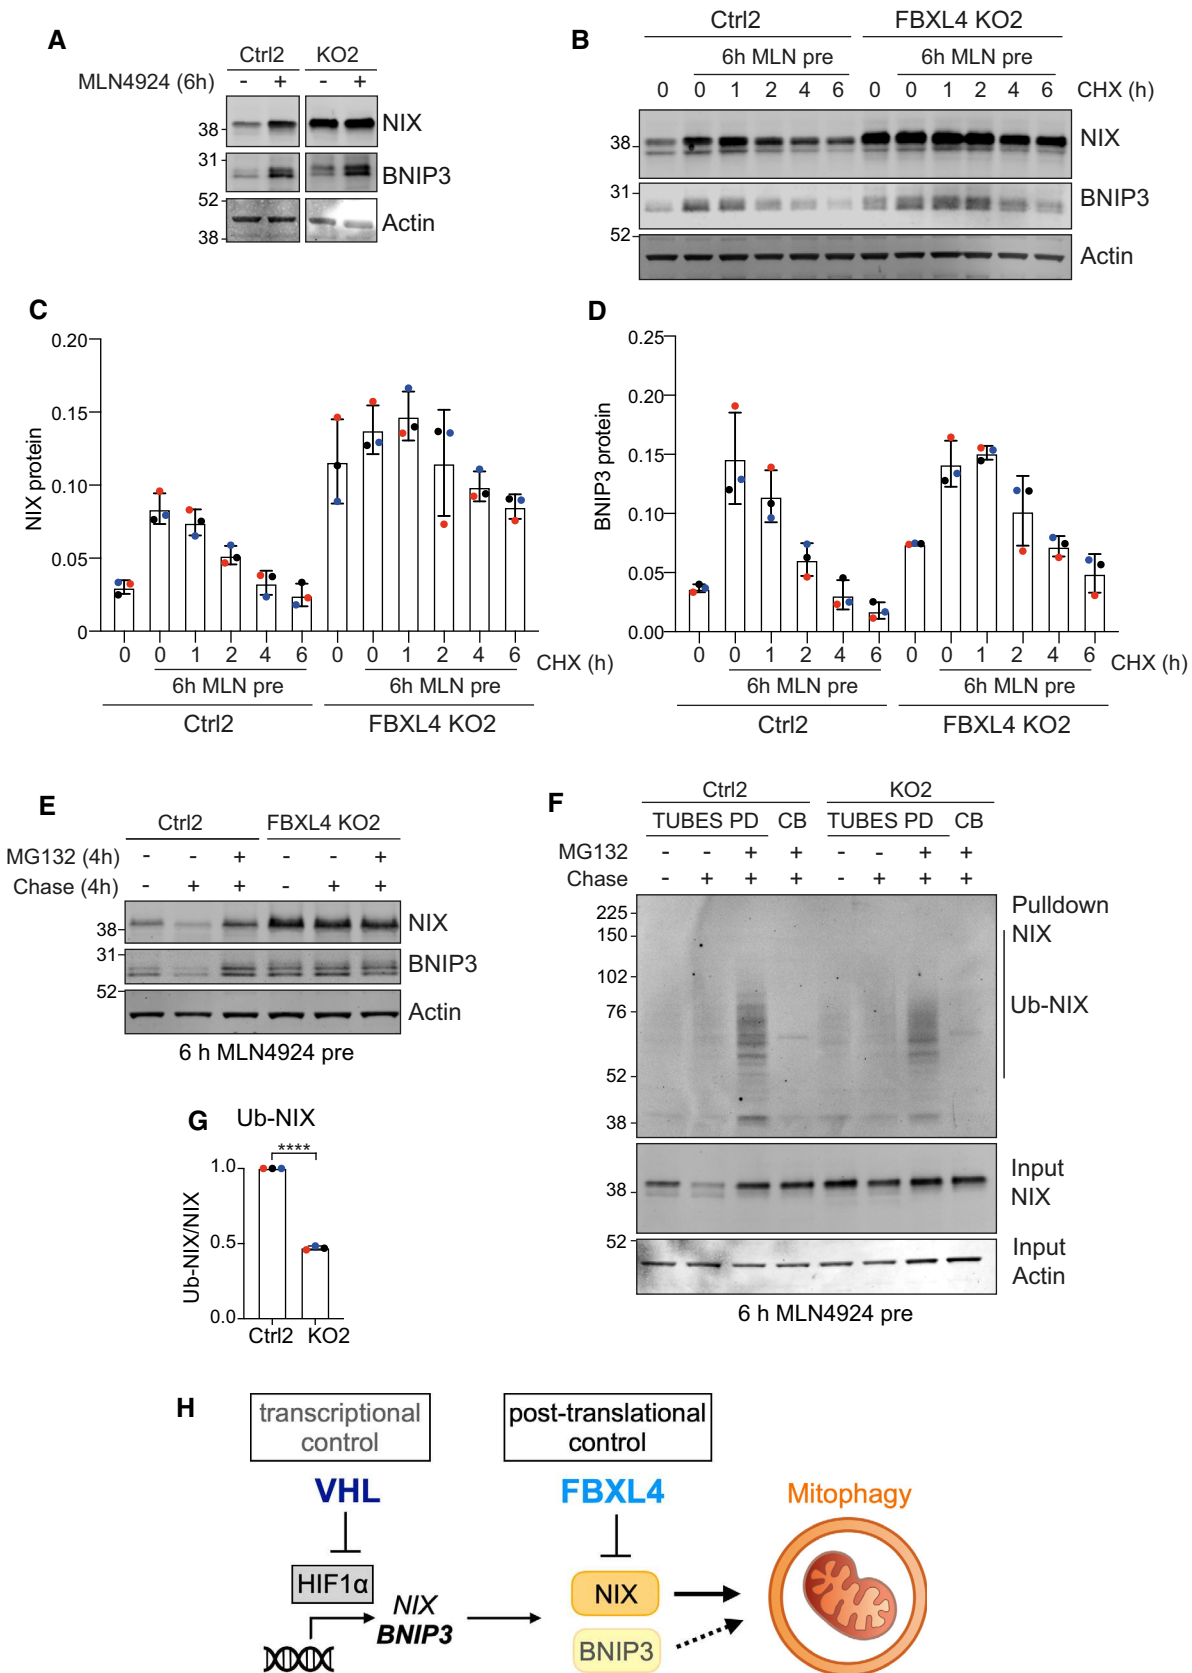 A
Ctrl2 KO2
MLN4924 (6h) - + - +
38 NIX
31 BNIP3
52
38 Actin
B
Ctrl2 FBXL4 KO2
6h MLN pre 6h MLN pre
0 0 1 2 4 6 0 0 1 2 4 6 CHX (h)
38 NIX
31 BNIP3
52
Actin
C
NIX protein
0.20
0.15
0.10
0.05
0
0 0 1 2 4 6 0 0 1 2 4 6 CHX (h)
6h MLN pre 6h MLN pre
Ctrl2 FBXL4 KO2
D
BNIP3 protein
0.25
0.20
0.15
0.10
0.05
0.00
0 0 1 2 4 6 0 0 1 2 4 6 CHX (h)
6h MLN pre 6h MLN pre
Ctrl2 FBXL4 KO2
E
Ctrl2 FBXL4 KO2
MG132 (4h) - - + - - +
Chase (4h) - + + - + +
38 NIX
31 BNIP3
52
Actin
6 h MLN4924 pre
F
Ctrl2 KO2
TUBES PD CB TUBES PD CB
MG132 - - + + - - + +
Chase - + + + - + + +
225 Pulldown
150 NIX
102
76 Ub-NIX
52
38
Input
38 NIX
52 Input
Actin
6 h MLN4924 pre
G
Ub-NIX
****
Ub-NIX/NIX
1.0
0.5
0.0
Ctrl2 KO2
H
transcriptional
control
VHL
HIF1α
NIX
BNIP3
post-translational
control
FBXL4
NIX
BNIP3
Mitophagy